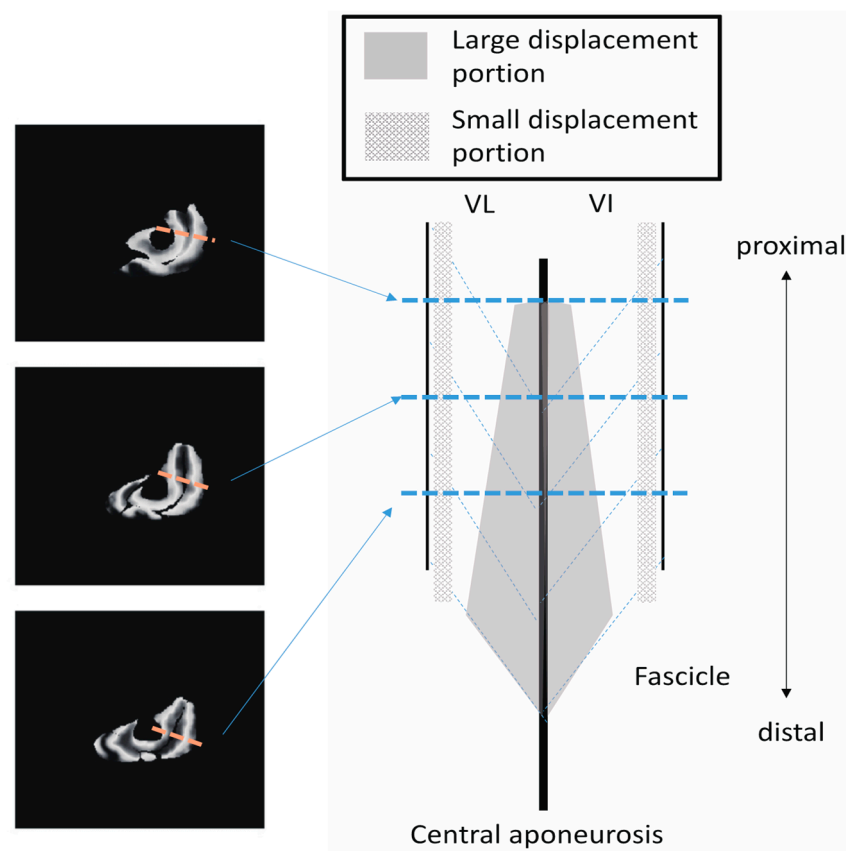 Large displacement
portion
Small displacement
portion
VL
VI
proximal
Fascicle
distal
Central aponeurosis